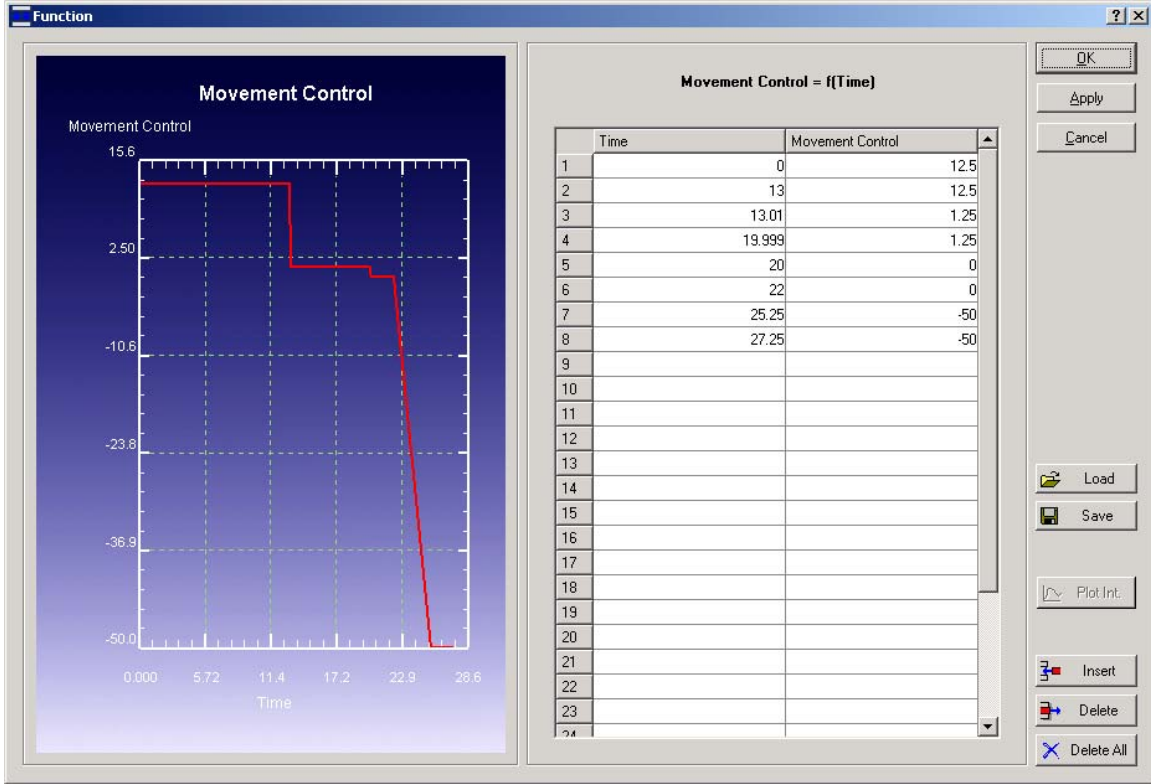 Function
Movement Control
Movement Control
15.6
2.50
-10.6
-23.8
-36.9
-50.0
0.000 5.72 11.4 17.2 22.9 28.6
Time
Movement Control = f(Time)
Time Movement Control
1 0 12.5
2 13 12.5
3 13.01 1.25
4 19.999 1.25
5 20 0
6 22 0
7 25.25 -50
8 27.25 -50
9
10
11
12
13
14
15
16
17
18
19
20
21
22
23
24
OK
Apply
Cancel
Load
Save
Plot Int.
Insert
Delete
Delete All